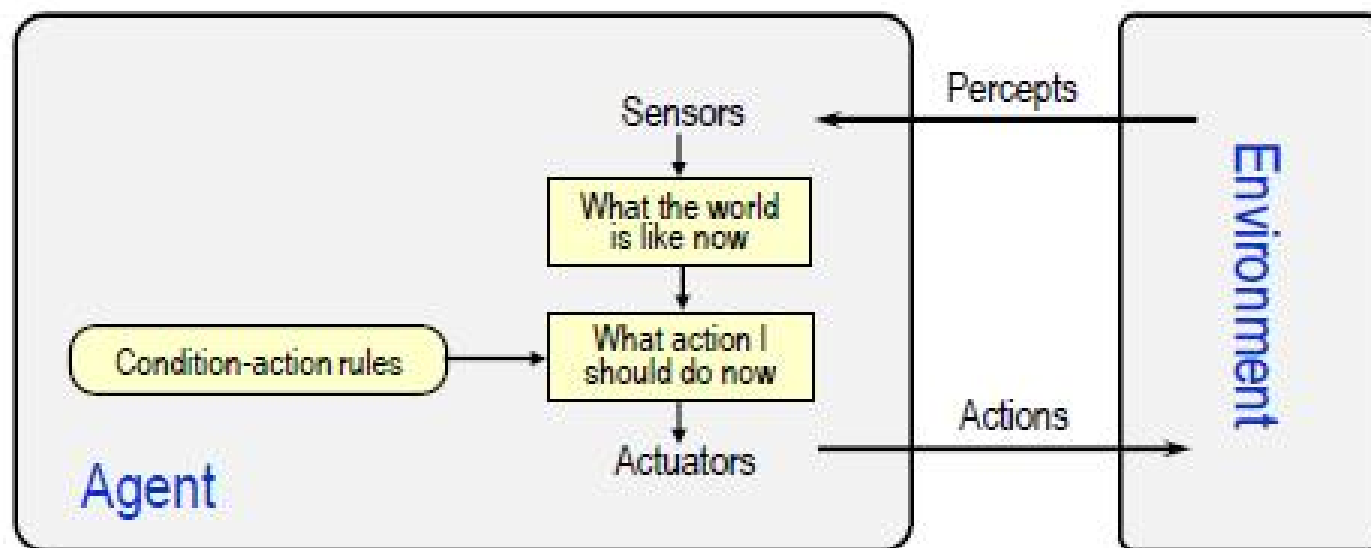 Percepts
Sensors
What the world
is like now
Condition-action rules
What action I
should do now
Actions
Actuators
Agent
Environment